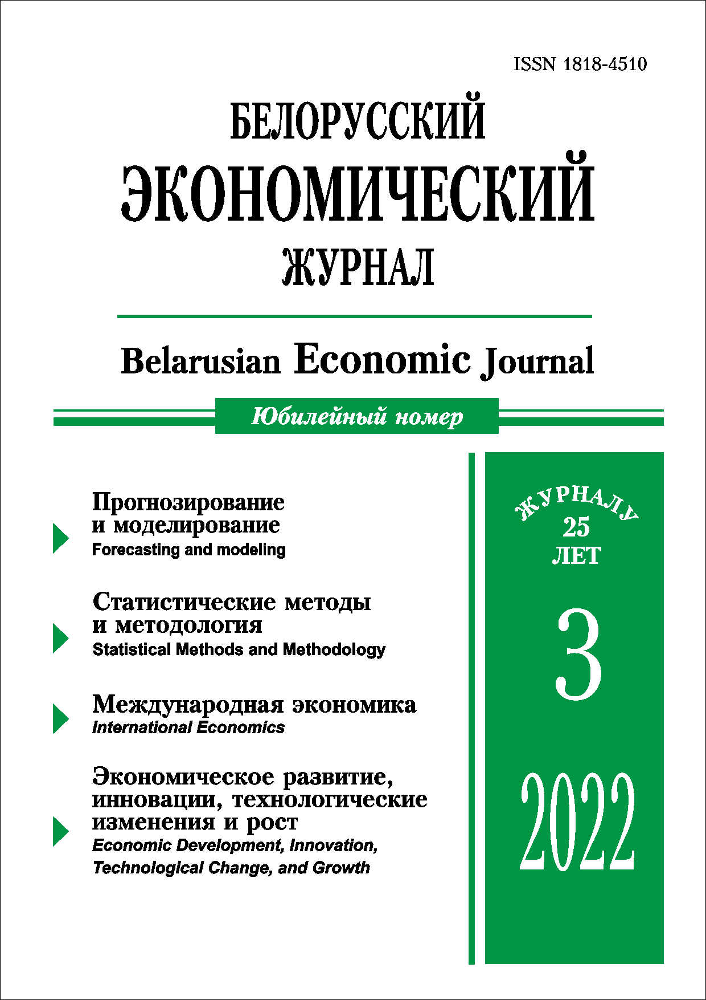 ISSN 1818-4510
БЕЛОРУССКИЙ
ЭКОНОМИЧЕСКИЙ
ЖУРНАЛ
Belarusian Economic Journal
Юбилейный номер
Прогнозирование
и моделирование
Forecasting and modeling
Статистические методы
и методология
Statistical Methods and Methodology
Международная экономика
International Economics
Экономическое развитие,
инновации, технологические
изменения и рост
Economic Development, Innovation,
Technological Change, and Growth
ЖУРНАЛУ
25
ЛЕТ
3
2022